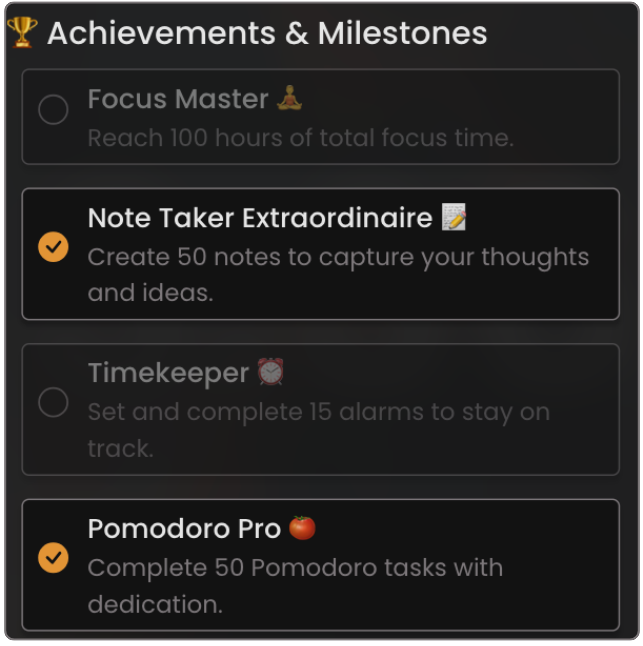 🏆 Achievements & Milestones
Focus Master 🧘
Reach 100 hours of total focus time.
Note Taker Extraordinaire 📝
Create 50 notes to capture your thoughts
and ideas.
Timekeeper ⏰
Set and complete 15 alarms to stay on
track.
Pomodoro Pro 🍅
Complete 50 Pomodoro tasks with
dedication.